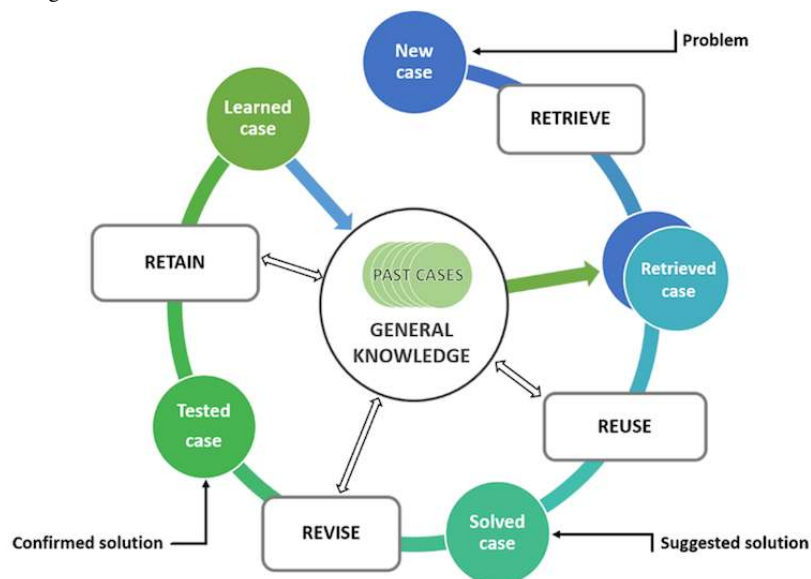 New
case
Problem
RETRIEVE
Learned
case
RETAIN
PAST CASES
GENERAL
KNOWLEDGE
Retrieved
case
Tested
case
REUSE
REVISE
Solved
case
Confirmed solution
Suggested solution